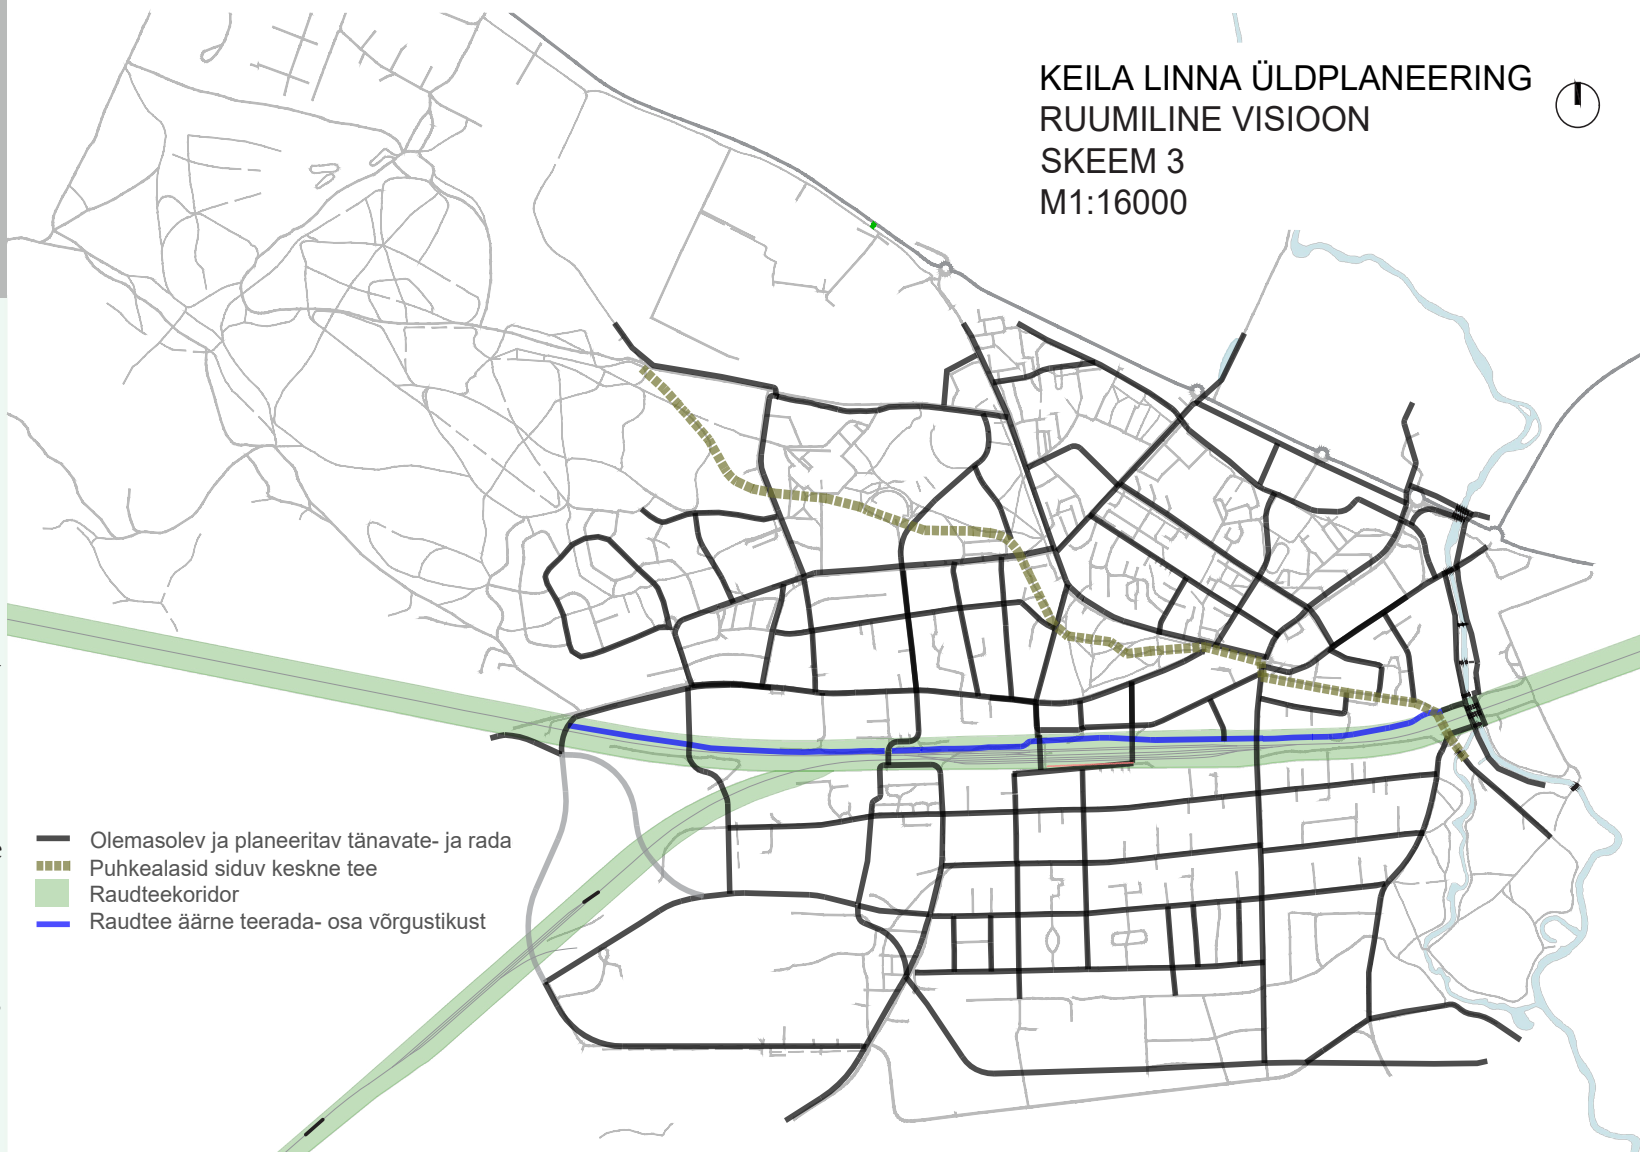 KEILA LINNA ÜLDPLANEERING
RUUMILINE VISIOON
SKEEM 3
M1:16000
Olemasolev ja planeeritav tänavate- ja rada
Puhkealasid siduv keskne tee
Raudteekoridor
Raudtee äärne teerada- osa võrgustikust